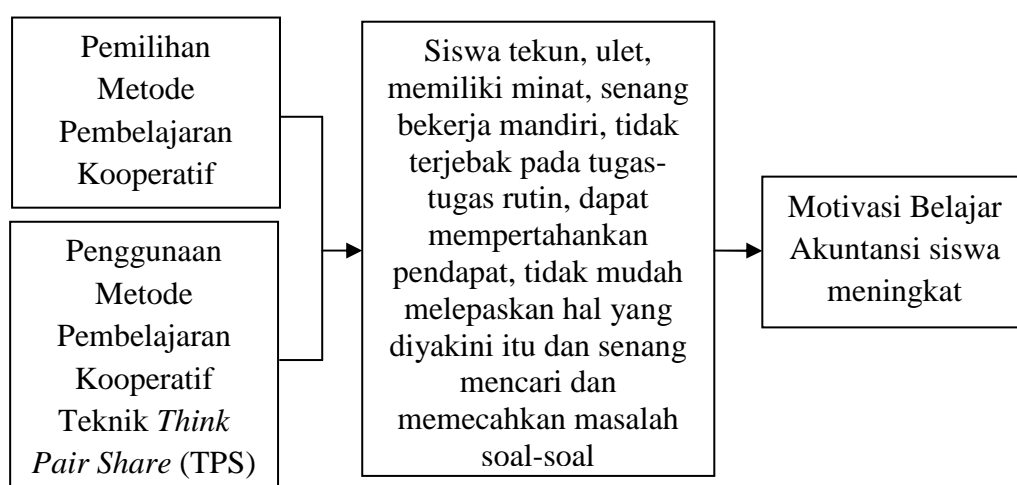 Pemilihan
Metode
Pembelajaran
Kooperatif
Penggunaan
Metode
Pembelajaran
Kooperatif
Teknik Think
Pair Share (TPS)
Siswa tekun, ulet,
memiliki minat, senang
bekerja mandiri, tidak
terjebak pada tugas-
tugas rutin, dapat
mempertahankan
pendapat, tidak mudah
melepaskan hal yang
diyakini itu dan senang
mencari dan
memecahkan masalah
soal-soal
Motivasi Belajar
Akuntansi siswa
meningkat